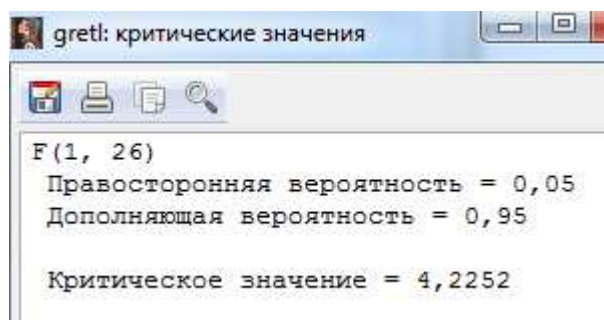 gretl: критические значения
F(1, 26)
Правосторонняя вероятность = 0,05
Дополняющая вероятность = 0,95
Критическое значение = 4,2252